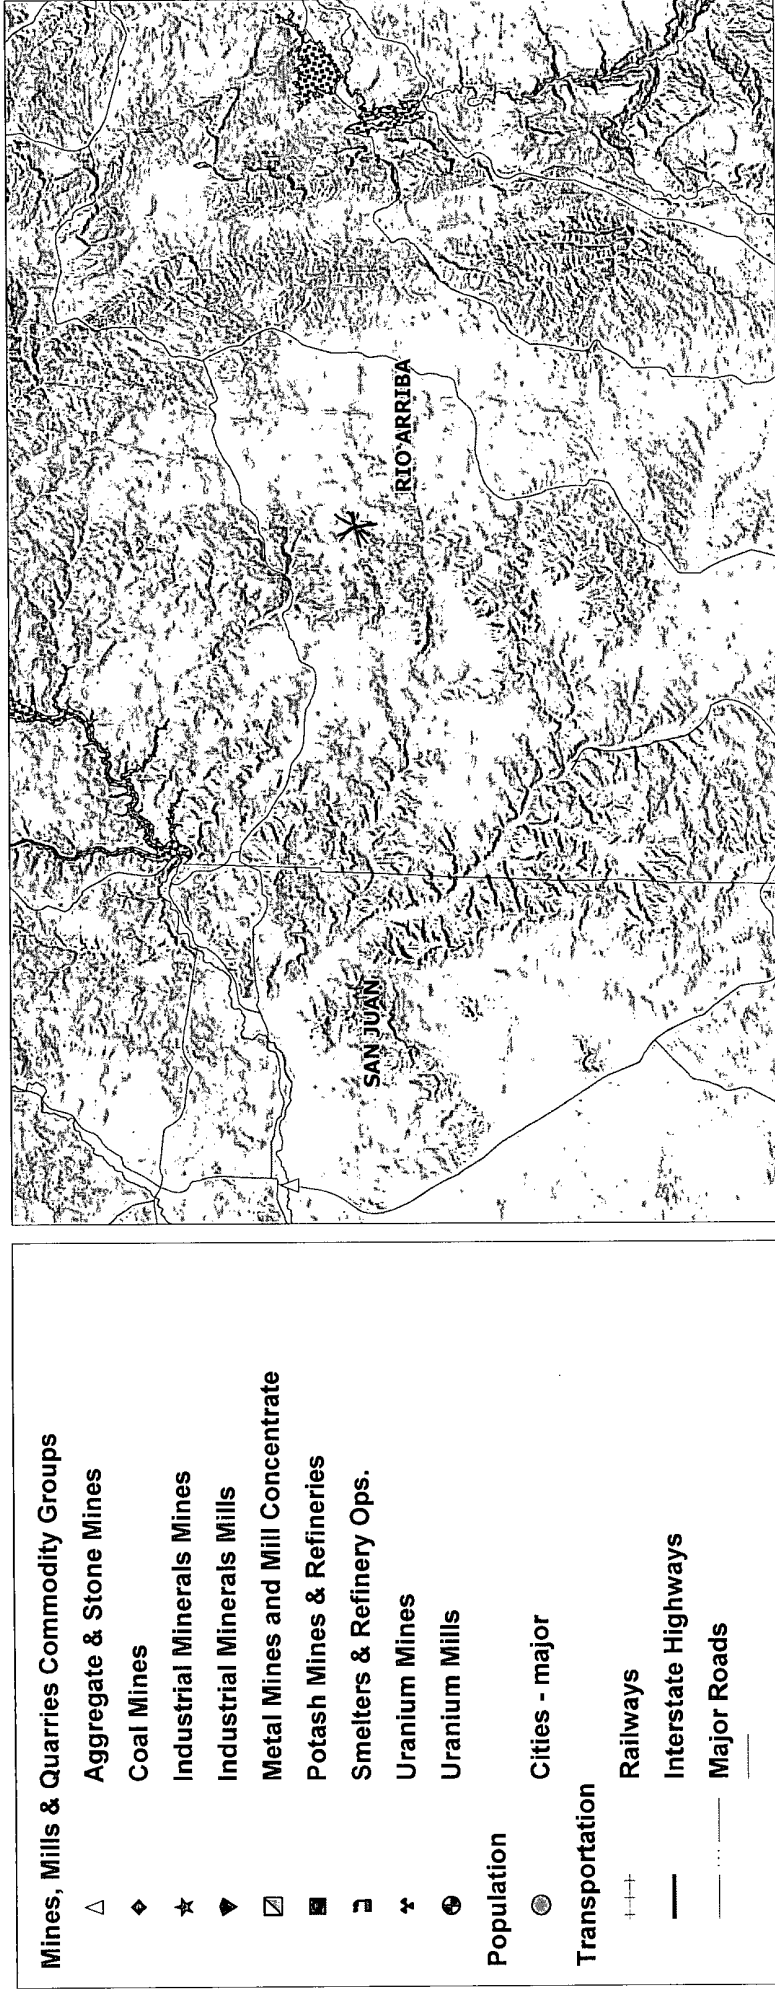 Mines, Mills & Quarries Commodity Groups
Aggregate & Stone Mines
Coal Mines
Industrial Minerals Mines
Industrial Minerals Mills
Metal Mines and Mill Concentrate
Potash Mines & Refineries
Smelters & Refinery Ops.
Uranium Mines
Uranium Mills
Population
Cities - major
Transportation
Railways
Interstate Highways
Major Roads
SAN JUAN
RIO ARRIBA